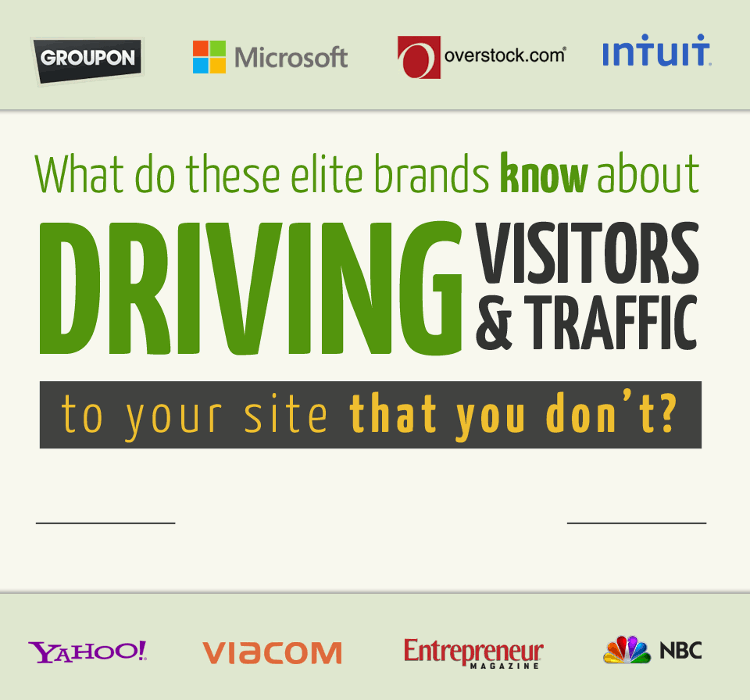 GROUPON Microsoft overstock.com® intuit®
What do these elite brands know about
DRIVING
VISITORS
& TRAFFIC
to your site that you don't?
YAHOO!® VIACOM Entrepreneur® NBC
MAGAZINE